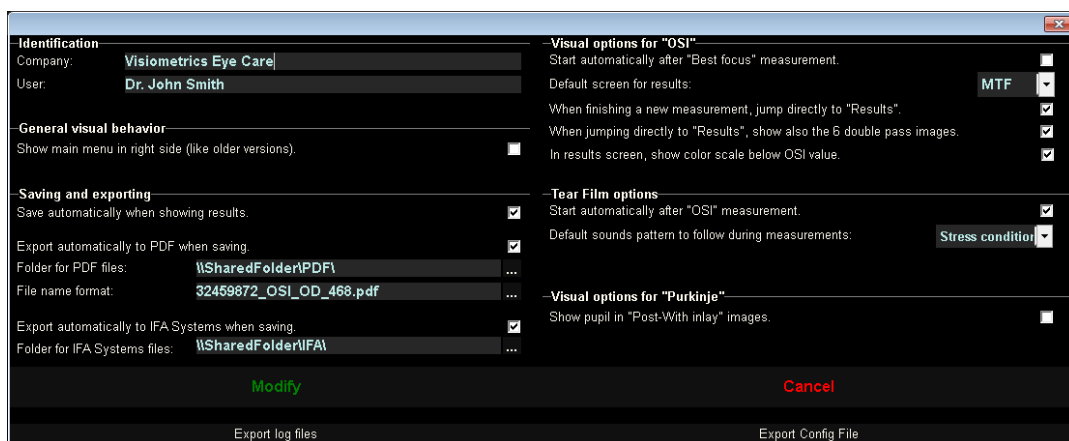 Identification
Company: Visiometrics Eye Care
User: Dr. John Smith
General visual behavior
Show main menu in right side (like older versions).
Saving and exporting
Save automatically when showing results.
Export automatically to PDF when saving.
Folder for PDF files: \\SharedFolder\PDF\ ...
File name format: 32459872_OSI_OD_468.pdf ...
Export automatically to IFA Systems when saving.
Folder for IFA Systems files: \\SharedFolder\IFA\ ...
Visual options for "OSI"
Start automatically after "Best focus" measurement.
Default screen for results: MTF
When finishing a new measurement, jump directly to "Results".
When jumping directly to "Results", show also the 6 double pass images.
In results screen, show color scale below OSI value.
Tear Film options
Start automatically after "OSI" measurement.
Default sounds pattern to follow during measurements: Stress condition
Visual options for "Purkinje"
Show pupil in "Post-With inlay" images.
Modify
Cancel
Export log files
Export Config File